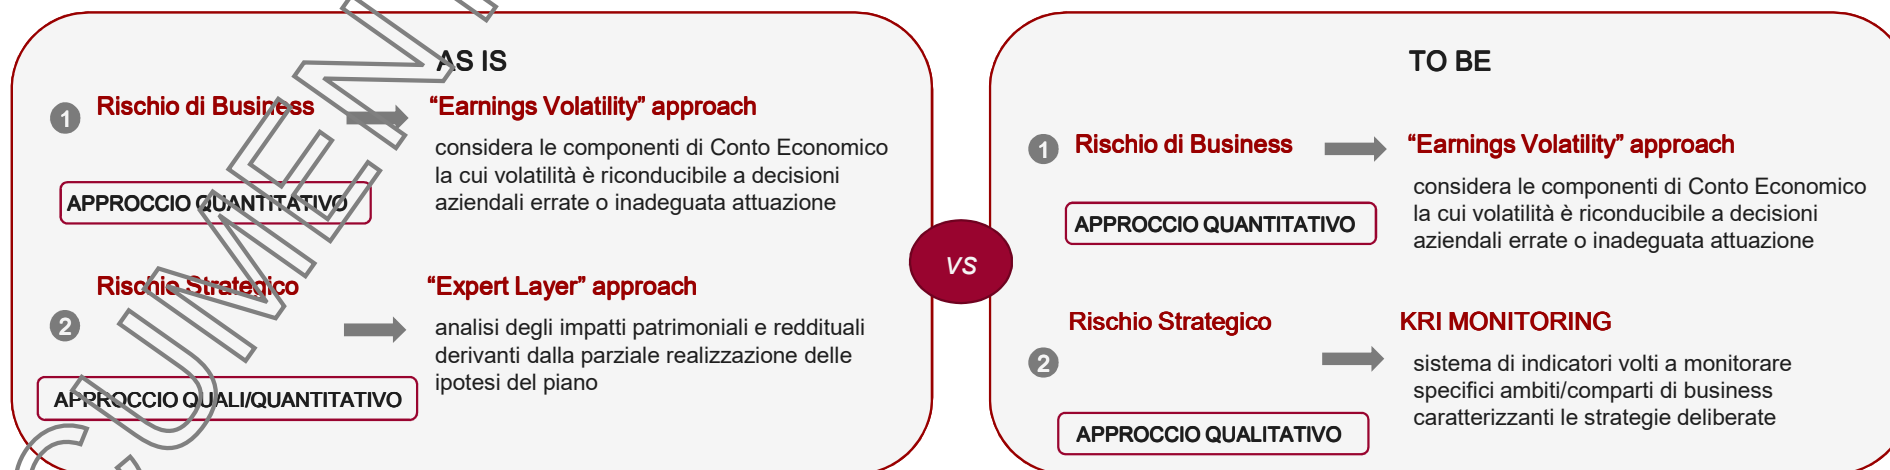 AS IS
1 Rischio di Business
“Earnings Volatility” approach
considera le componenti di Conto Economico
la cui volatilità è riconducibile a decisioni
aziendali errate o inadeguata attuazione
APPROCCIO QUANTITATIVO
2 Rischio Strategico
“Expert Layer” approach
analisi degli impatti patrimoniali e reddituali
derivanti dalla parziale realizzazione delle
ipotesi del piano
APPROCCIO QUALI/QUANTITATIVO
vs
TO BE
1 Rischio di Business
“Earnings Volatility” approach
considera le componenti di Conto Economico
la cui volatilità è riconducibile a decisioni
aziendali errate o inadeguata attuazione
APPROCCIO QUANTITATIVO
2 Rischio Strategico
KRI MONITORING
sistema di indicatori volti a monitorare
specifici ambiti/comparti di business
caratterizzanti le strategie deliberate
APPROCCIO QUALITATIVO
CUMEN